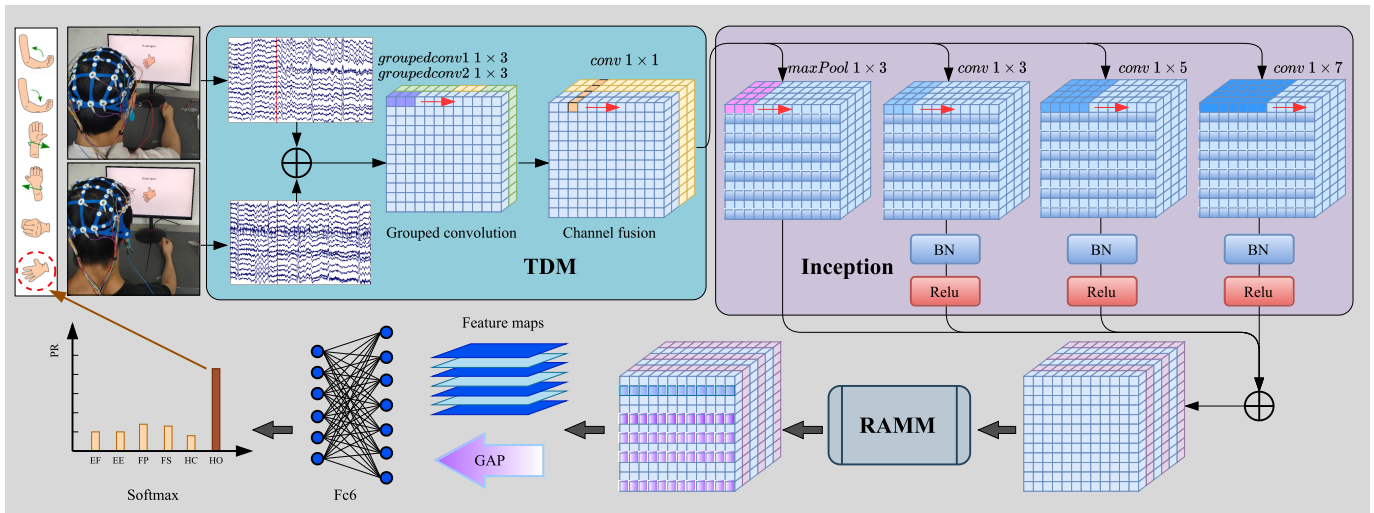 groupedconv1 1 × 3
groupedconv2 1 × 3
conv 1 × 1
Grouped convolution
Channel fusion
TDM
maxPool 1 × 3
conv 1 × 3
conv 1 × 5
conv 1 × 7
BN
BN
BN
Inception
Relu
Relu
Relu
PR
EF EE FP FS HC HO
Softmax
Fc6
Feature maps
GAP
RAMM